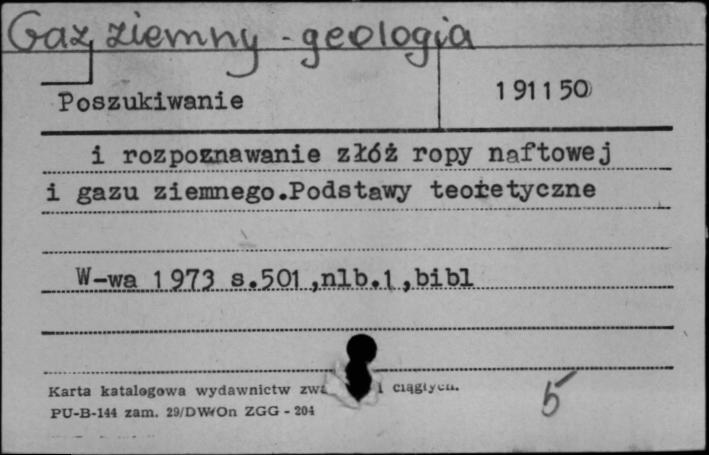 Gaz ziemny - geologia
Poszukiwanie 191150
i rozpoznawanie złóż ropy naftowej
i gazu ziemnego.Podstawy teoretyczne
W-wa 1973 s.501,nlb.1,bibl
Karta katalogowa wydawnictw i ciągłych.
PU-B-144 zam. 29/DW/On ZGG - 204
5